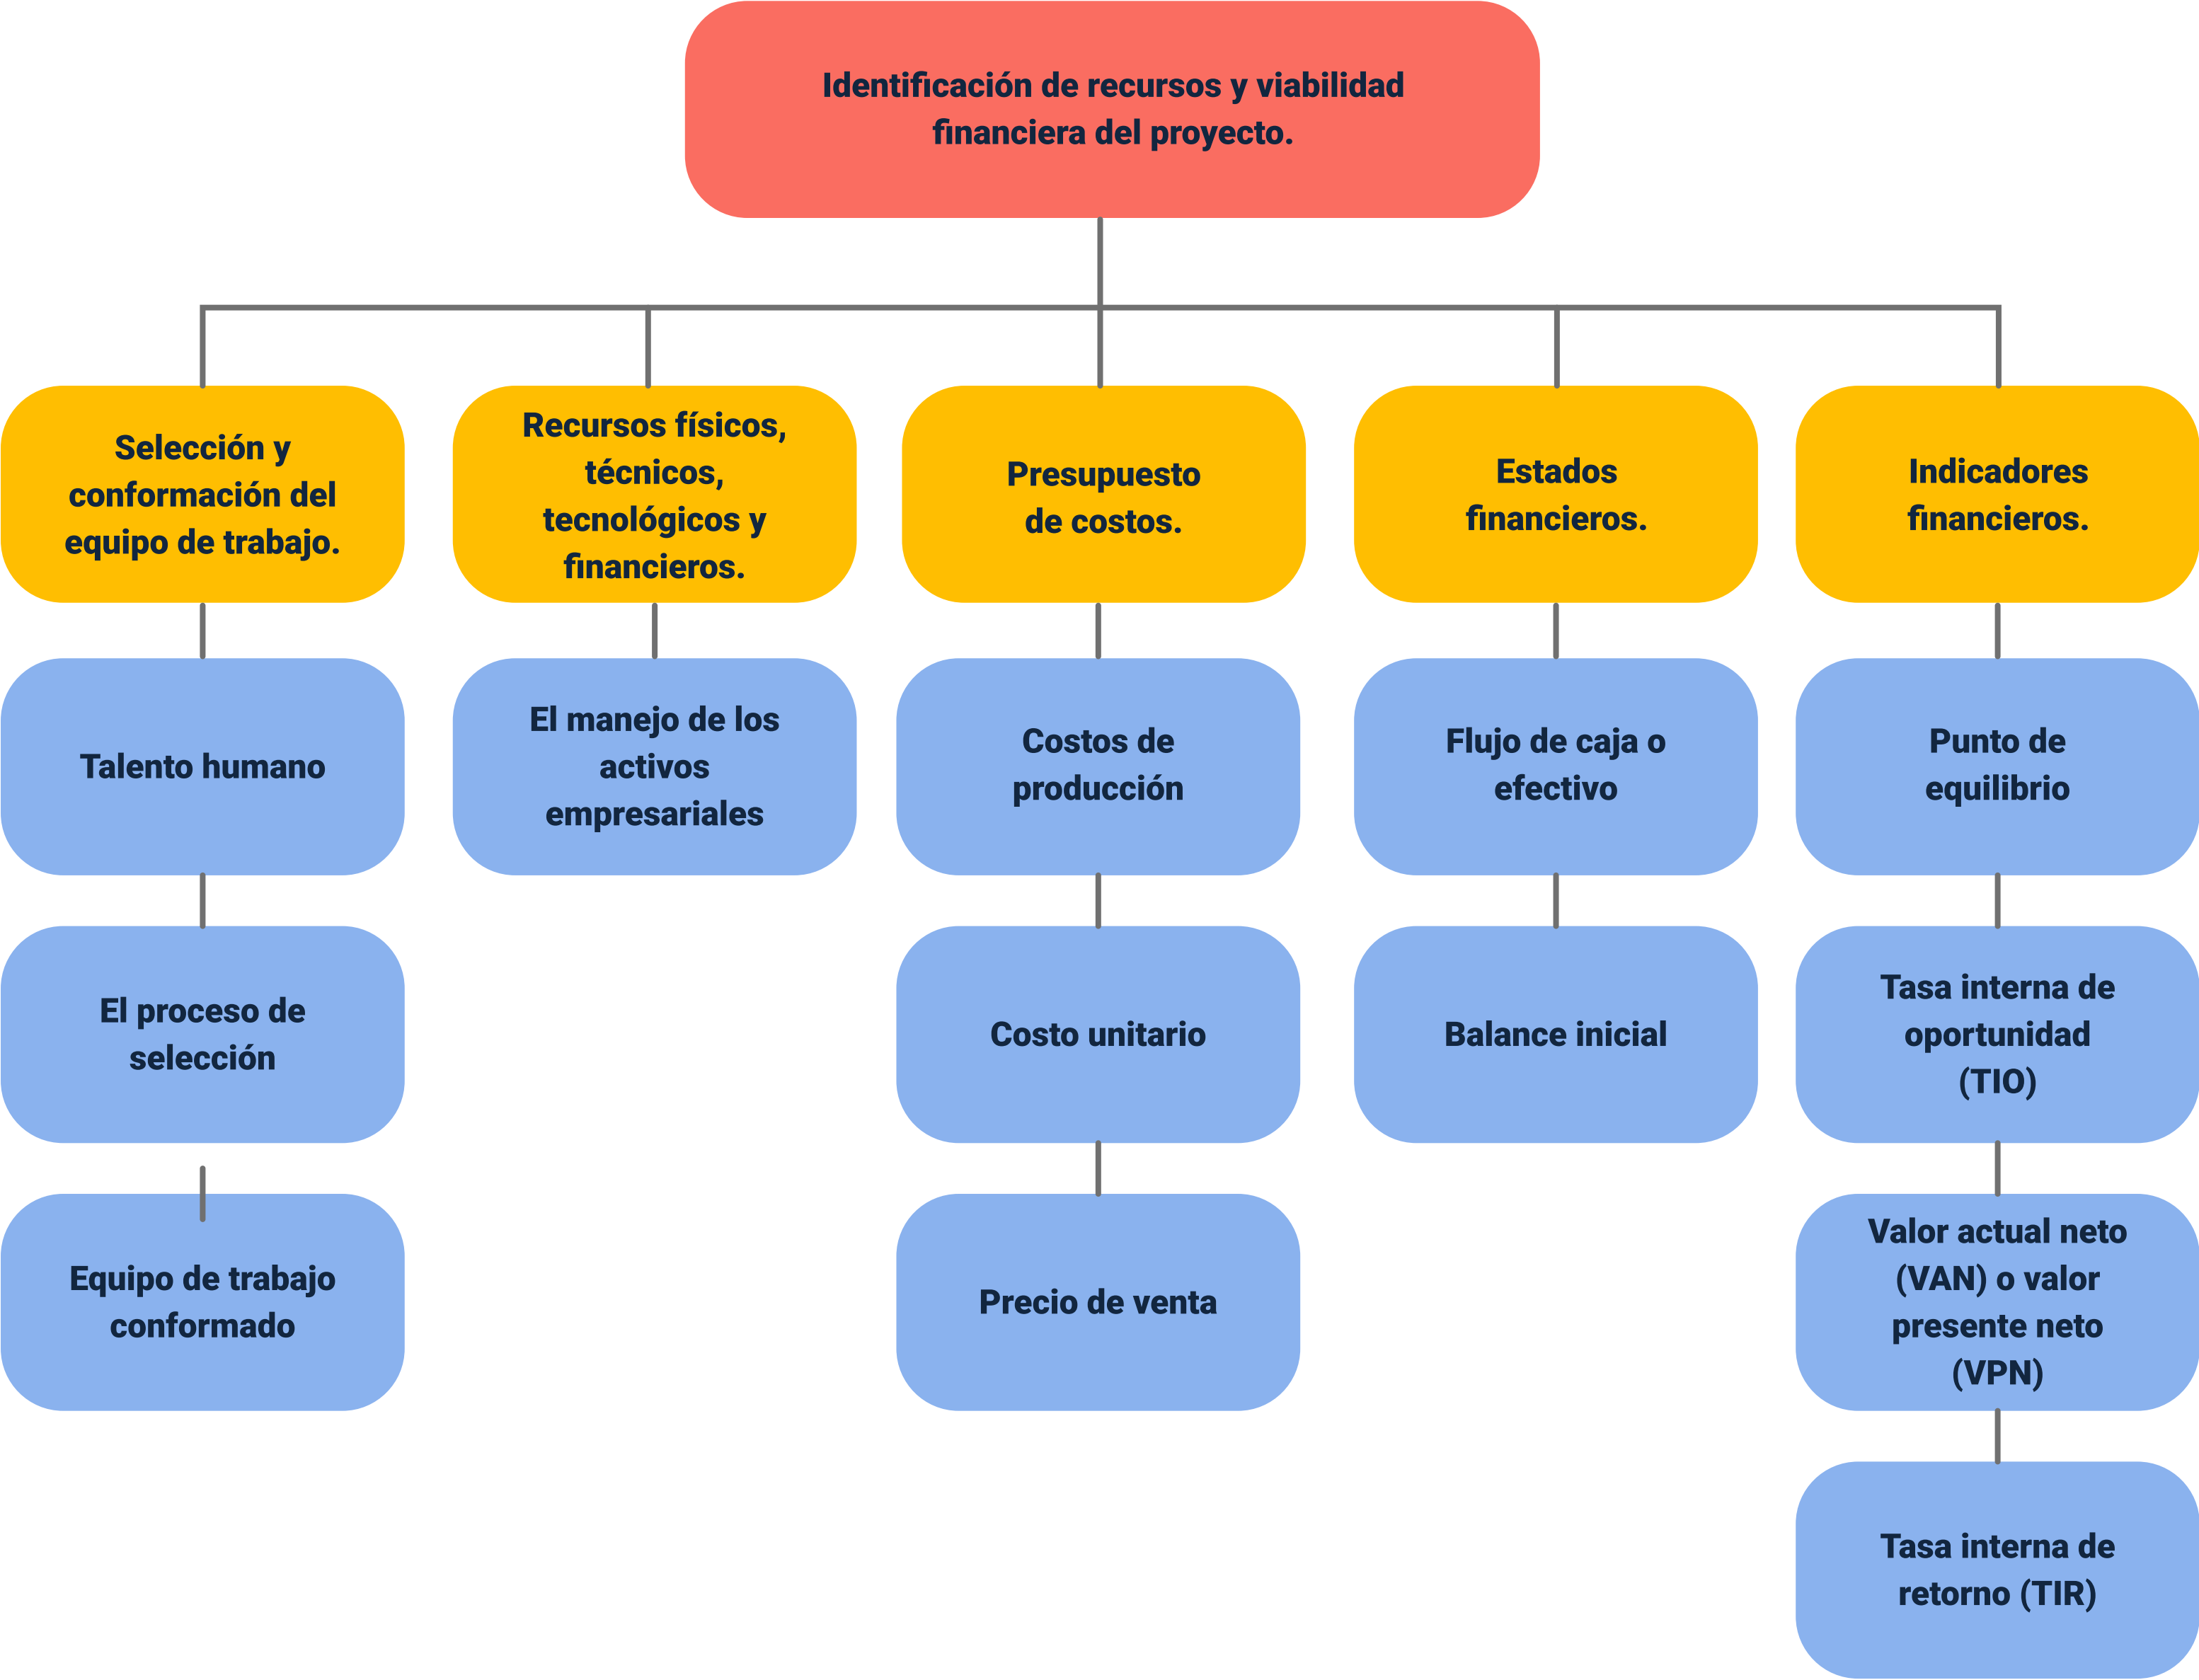 Identificación de recursos y viabilidad
financiera del proyecto.
Selección y
conformación del
equipo de trabajo.
Recursos físicos,
técnicos,
tecnológicos y
financieros.
Presupuesto
de costos.
Estados
financieros.
Indicadores
financieros.
Talento humano
El manejo de los
activos
empresariales
Costos de
producción
Flujo de caja o
efectivo
Punto de
equilibrio
El proceso de
selección
Costo unitario
Balance inicial
Tasa interna de
oportunidad
(TIO)
Equipo de trabajo
conformado
Precio de venta
Valor actual neto
(VAN) o valor
presente neto
(VPN)
Tasa interna de
retorno (TIR)